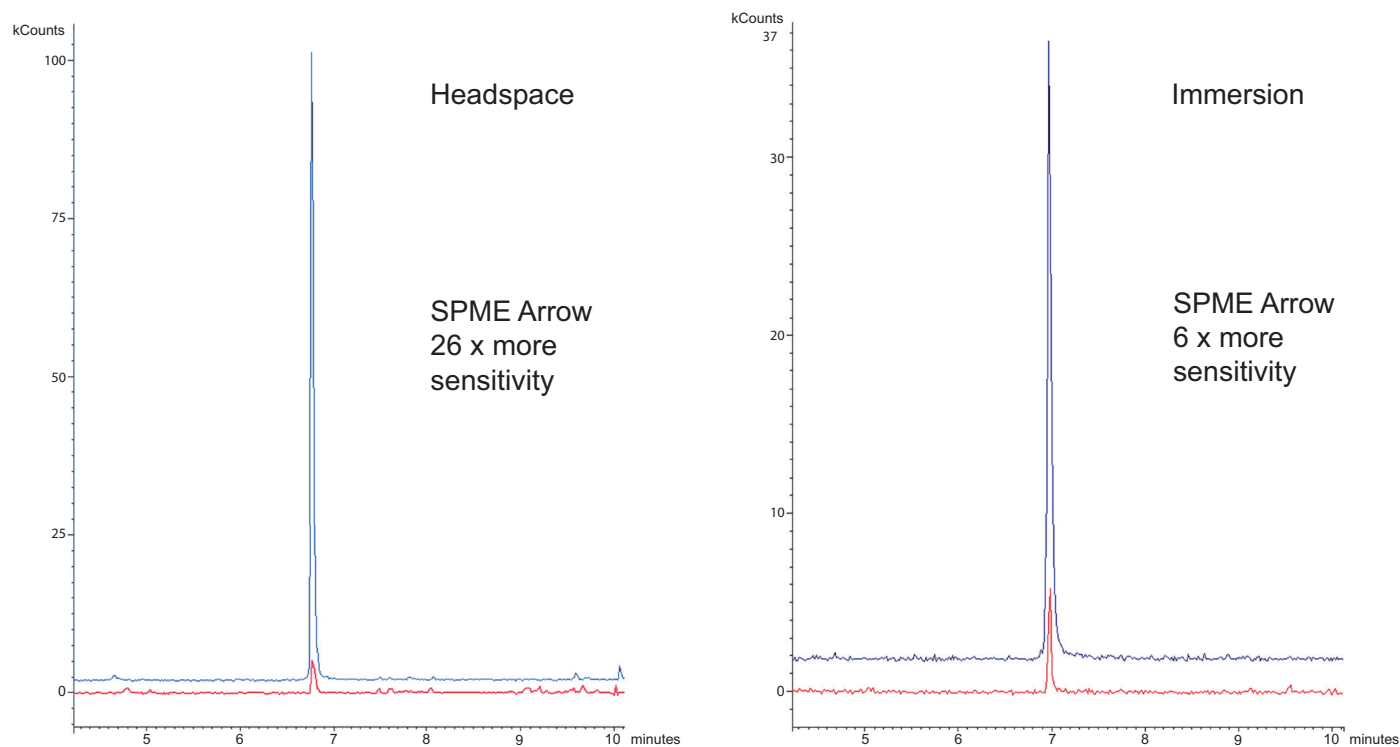 kCounts
100
75
50
25
0
Headspace
SPME Arrow
26 x more
sensitivity
5 6 7 8 9 10 minutes
kCounts
37
30
20
10
0
Immersion
SPME Arrow
6 x more
sensitivity
5 6 7 8 9 10 minutes